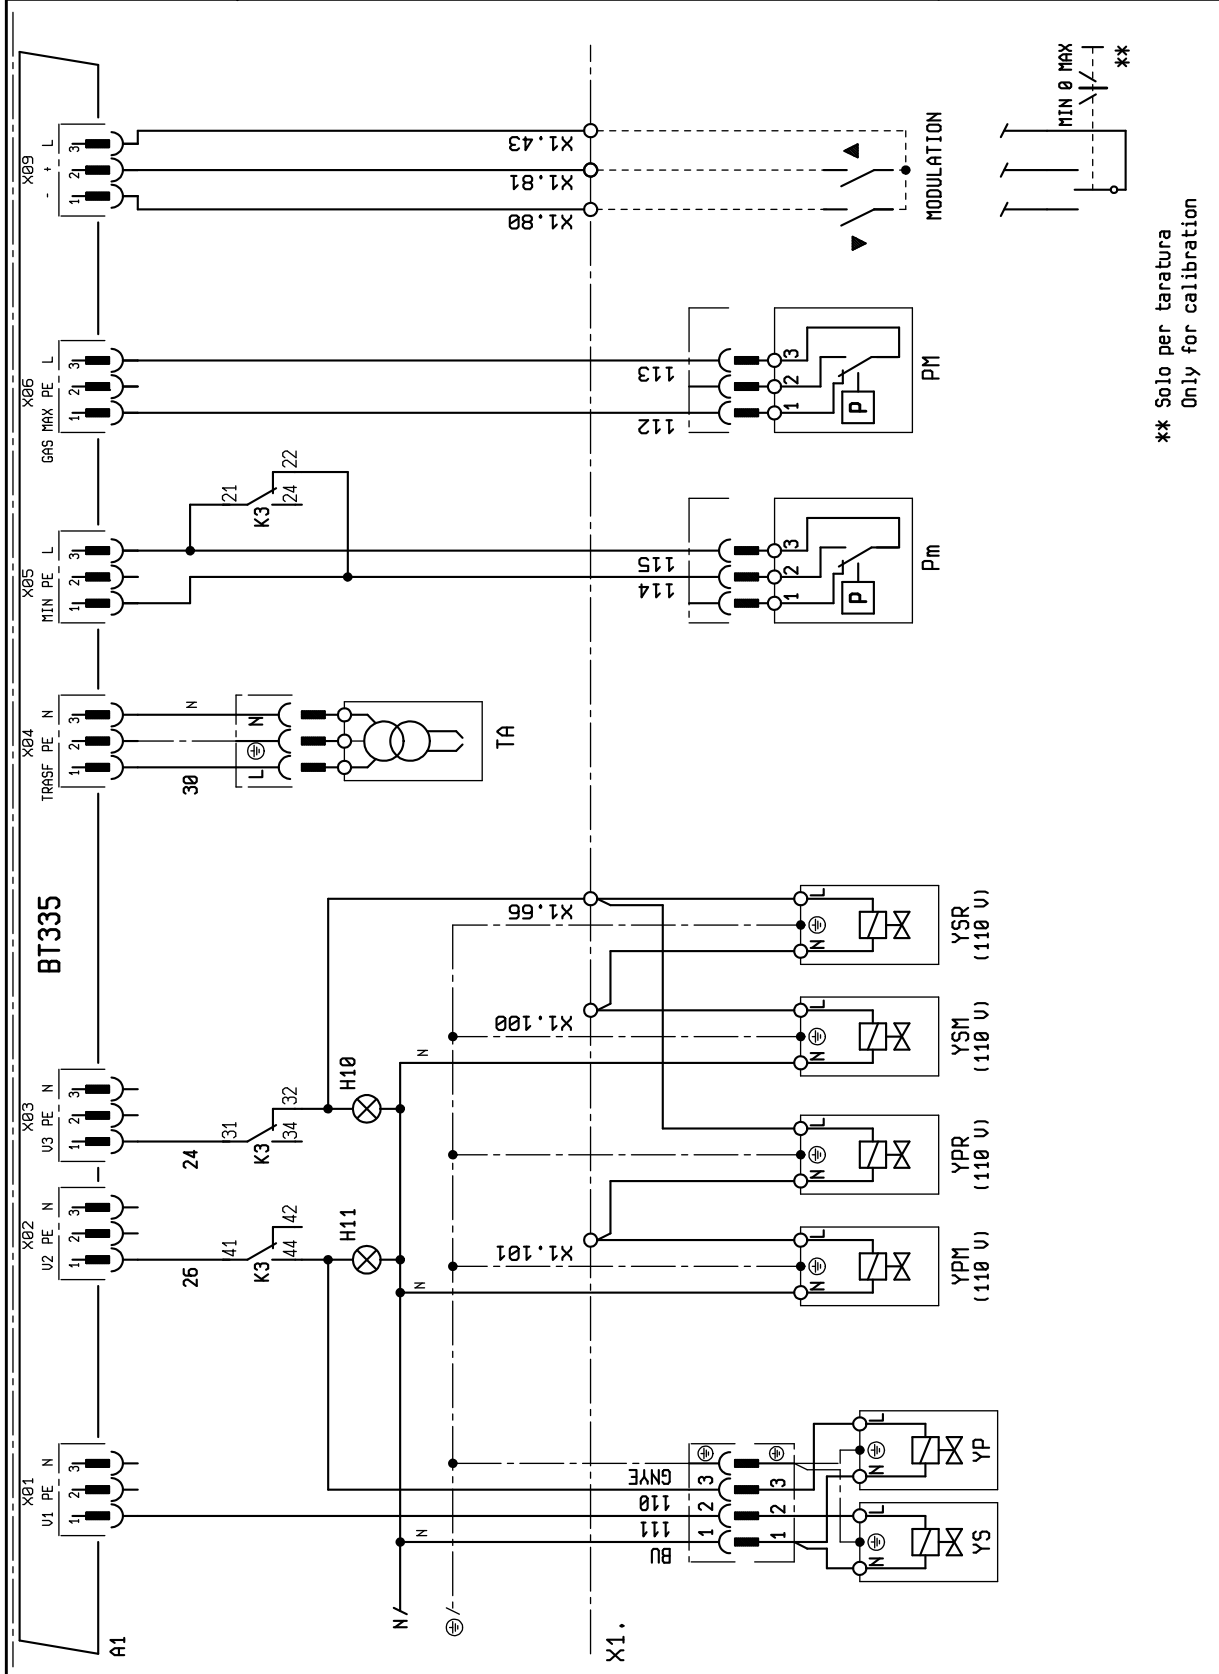 BT335
A1
X01
V1 PE N
1 2 3
X02
V2 PE N
1 2 3
X03
V3 PE N
1 2 3
X04
TRASF PE N
1 2 3
X05
MIN PE L
1 2 3
X06
GAS MAX PE L
1 2 3
X09
- + L
1 2 3
26
41
K3
44 42
H11
24
31
K3
34 32
H10
30
N
L N
TA
21
K3
24 22
114
115
1 2 3
P
Pm
112
113
1 2 3
P
PM
X1.80
X1.81
X1.43
MODULATION
MIN 0 MAX
**
** Solo per taratura
Only for calibration
N
N
N
N
X1.
BU
111
110
GNYE
1 2 3
1 2 3
X1.101
X1.100
X1.66
N L
YS
N L
YP
N L
YPM
(110 V)
N L
YPR
(110 V)
N L
YSM
(110 V)
N L
YSR
(110 V)